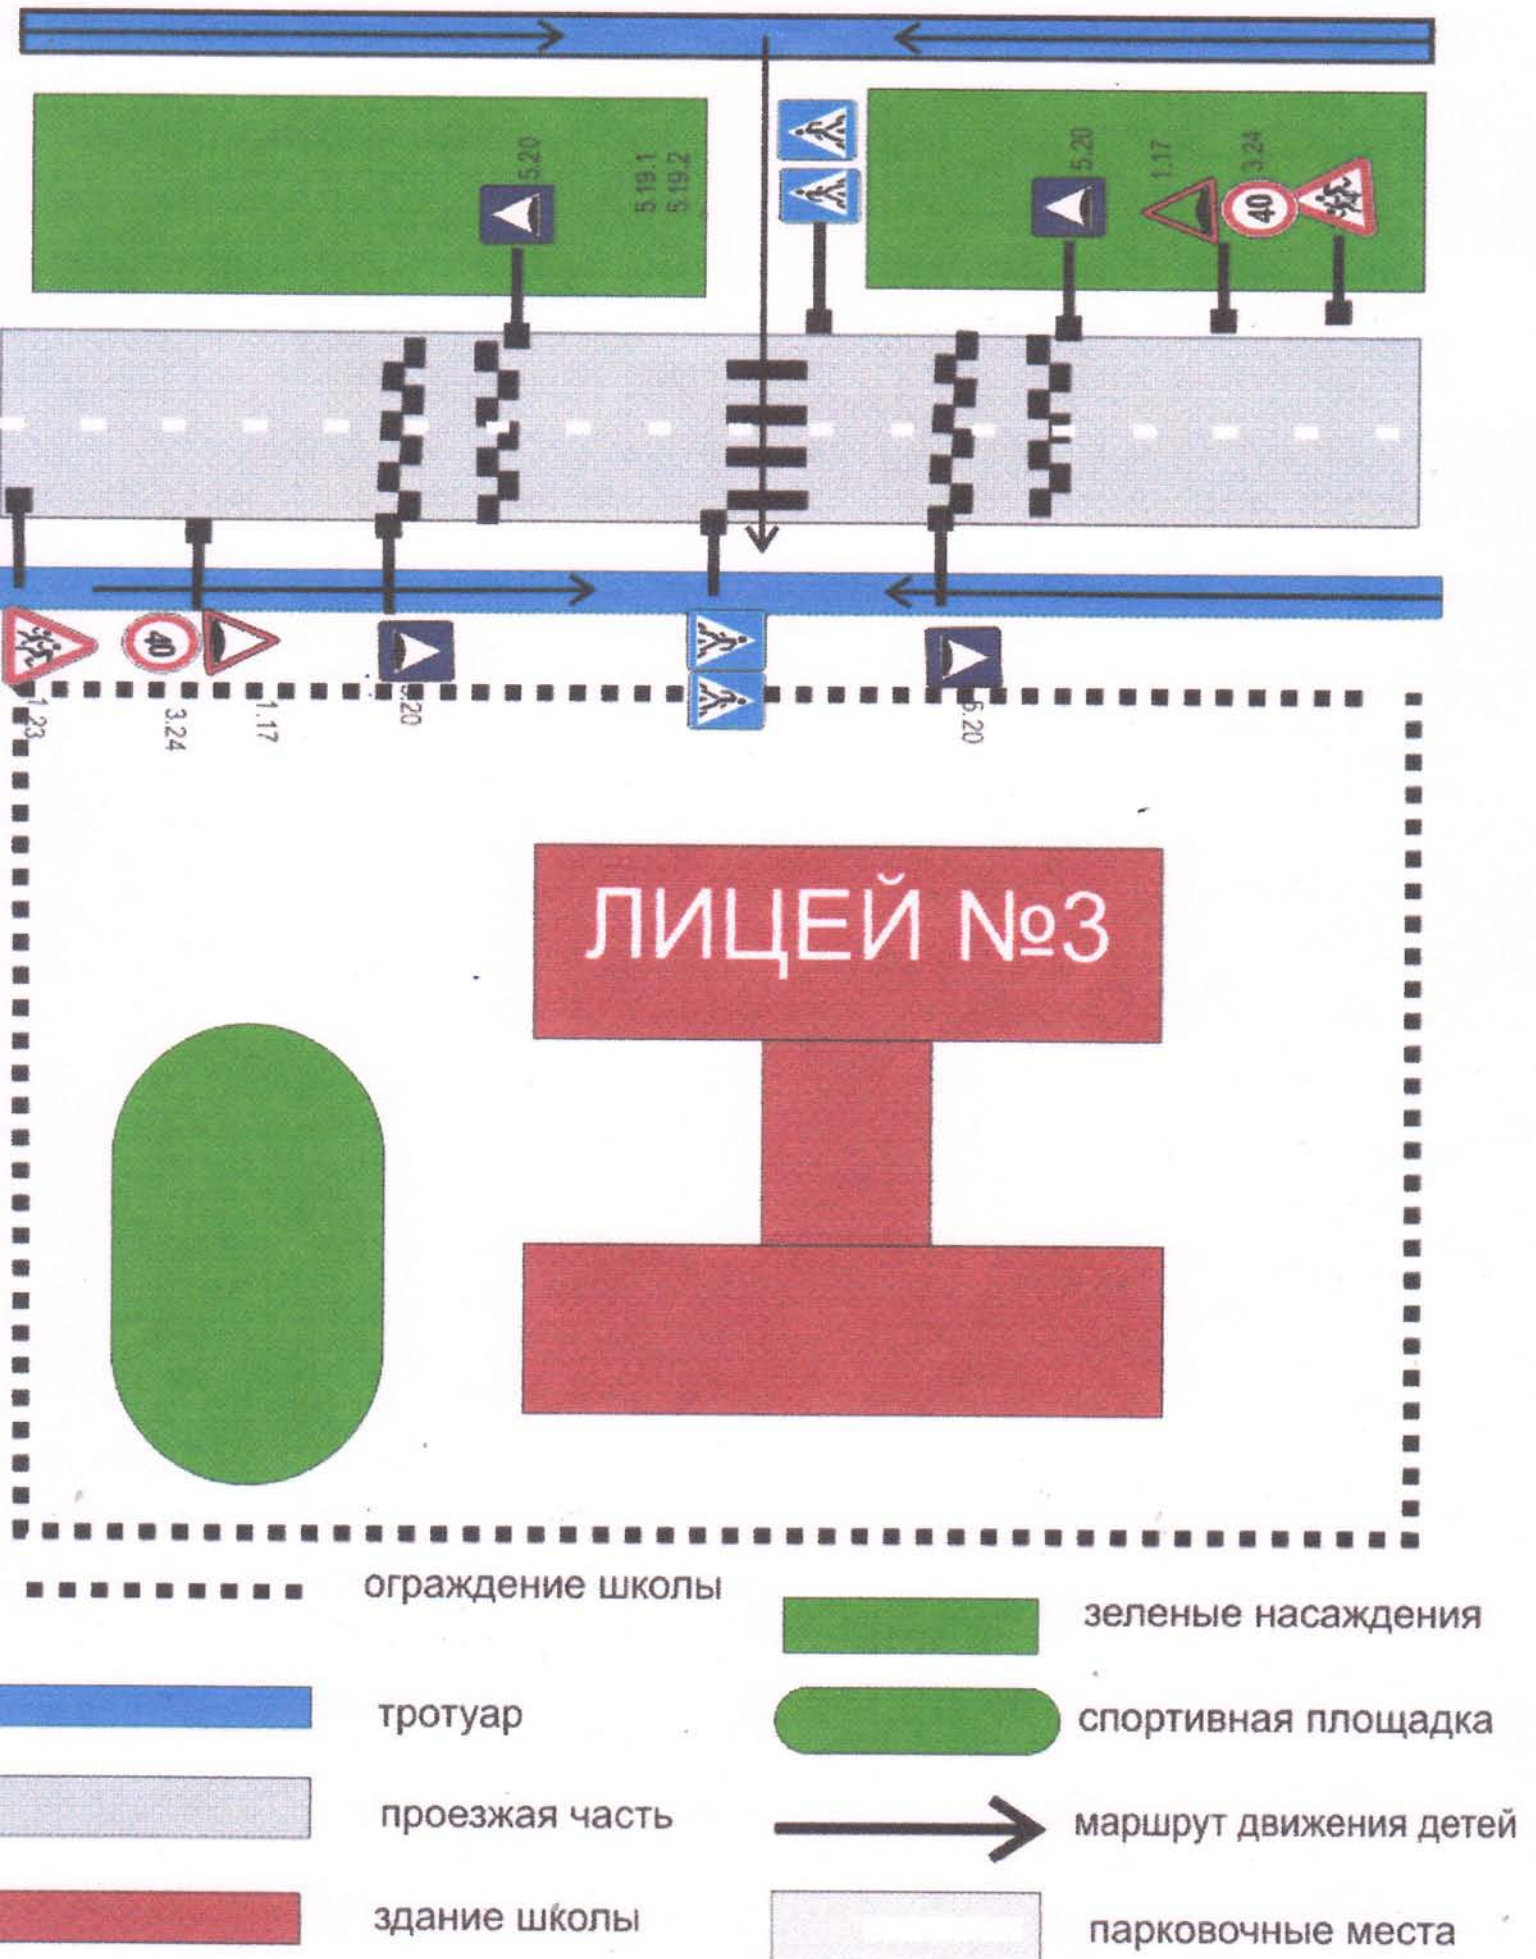 5.20
5.19.1
5.19.2
5.20
1.17
3.24
40
40
1.23
3.24
1.17
5.20
5.20
ЛИЦЕЙ №3
ограждение школы
зеленые насаждения
тротуар
спортивная площадка
проезжая часть
маршрут движения детей
здание школы
парковочные места